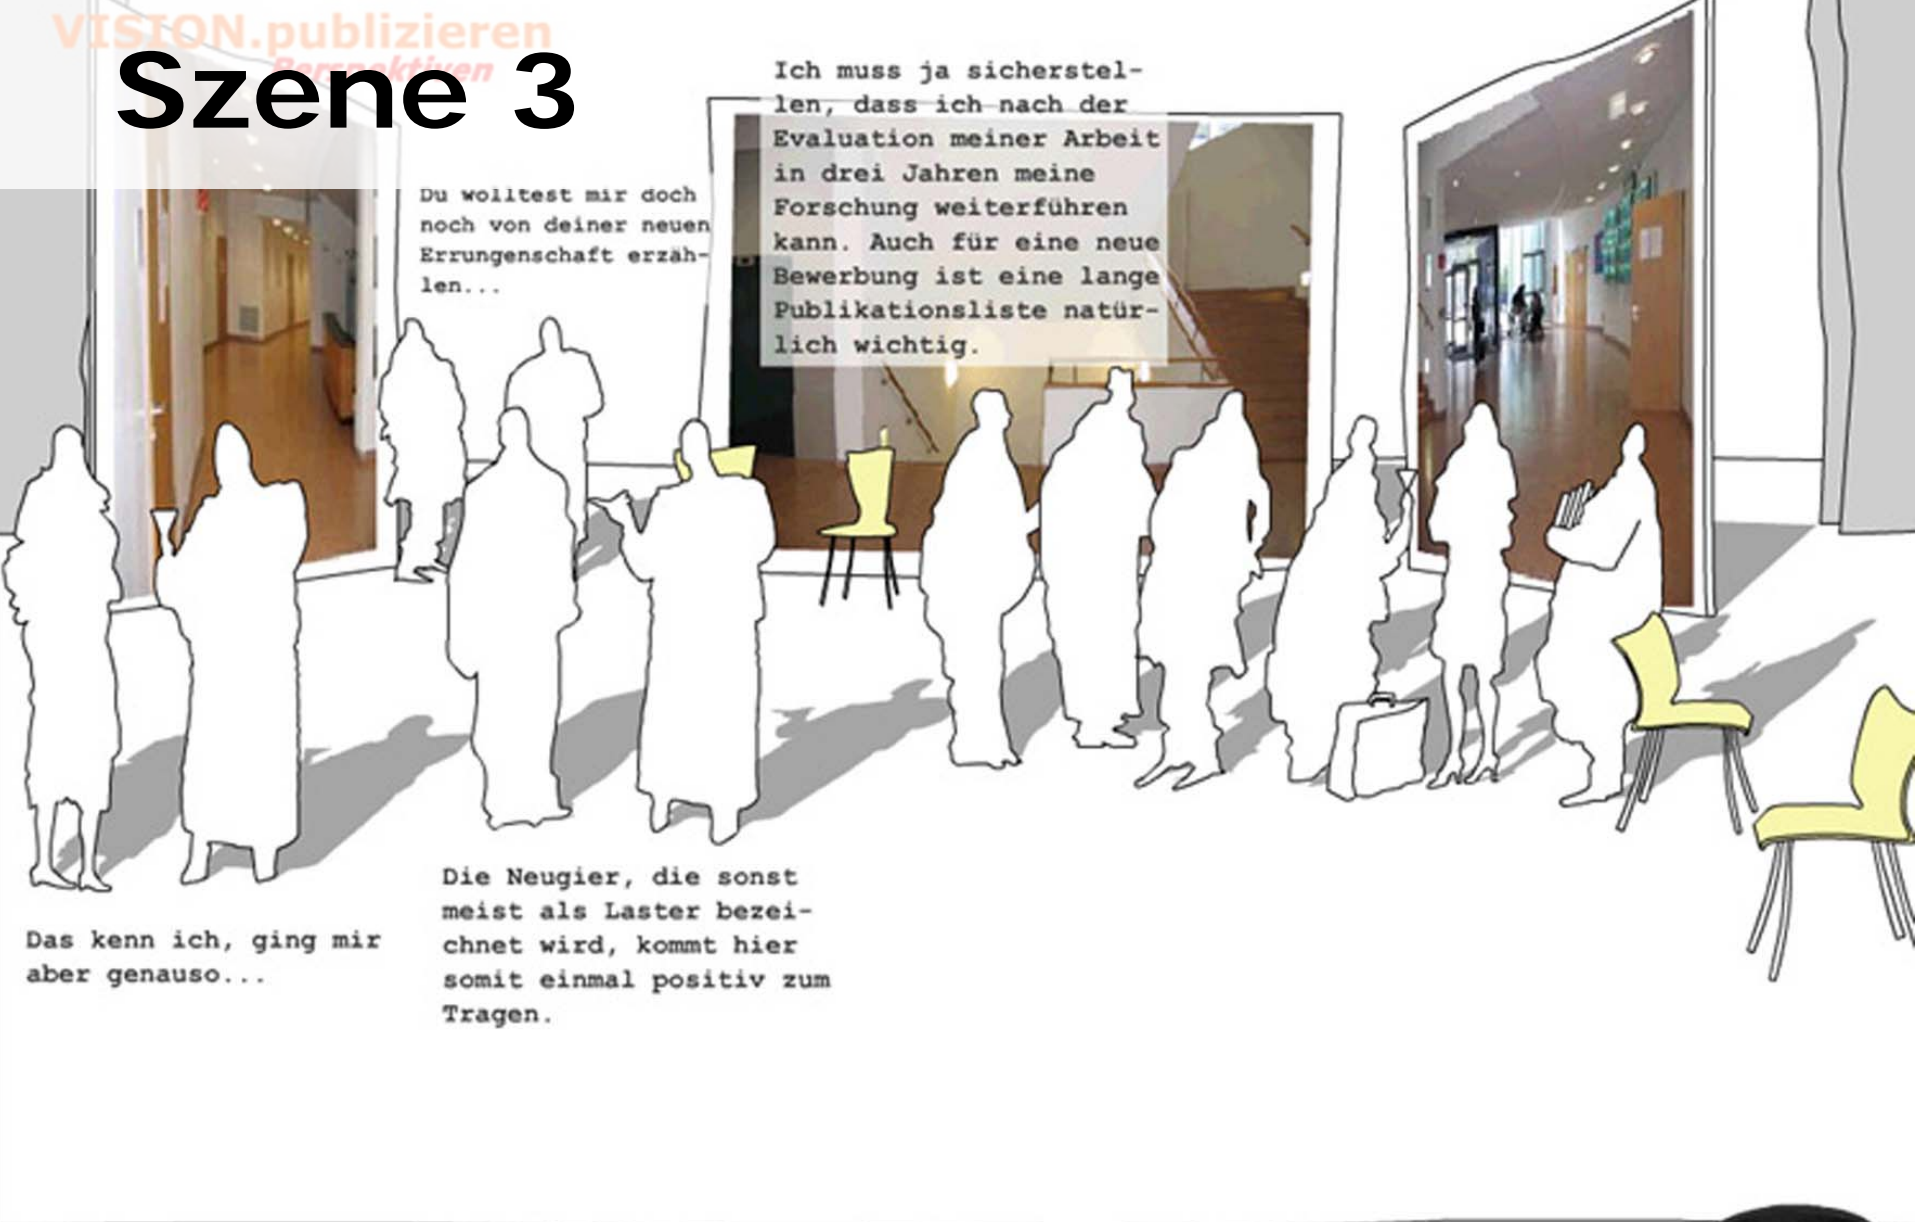 VISION.publizieren
Perspektiven
Szene 3
Du wolltest mir doch
noch von deiner neuen
Errungenschaft erzäh-
len...
Ich muss ja sicherstel-
len, dass ich nach der
Evaluation meiner Arbeit
in drei Jahren meine
Forschung weiterführen
kann. Auch für eine neue
Bewerbung ist eine lange
Publikationsliste natür-
lich wichtig.
Das kenn ich, ging mir
aber genauso...
Die Neugier, die sonst
meist als Laster bezei-
chnet wird, kommt hier
somit einmal positiv zum
Tragen.